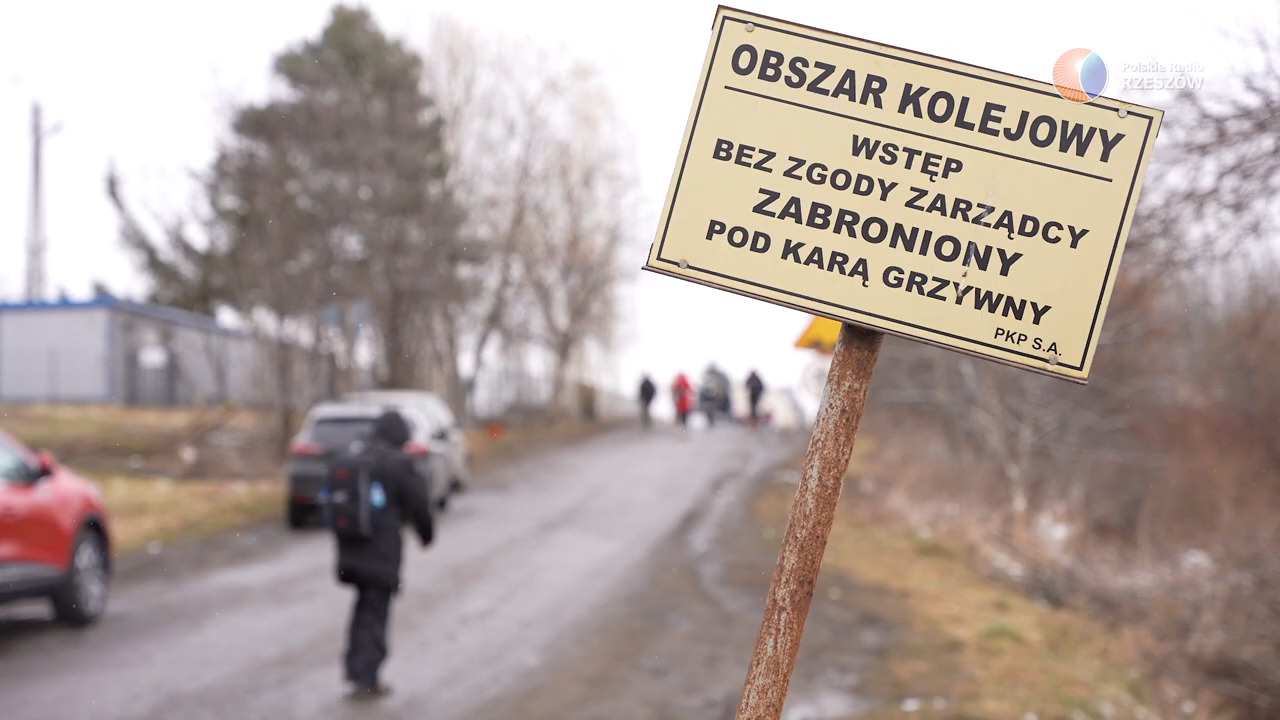 Polskie Radio
RZESZÓW
OBSZAR KOLEJOWY
WSTĘP
BEZ ZGODY ZARZĄDCY
ZABRONIONY
POD KARĄ GRZYWNY
PKP S.A.